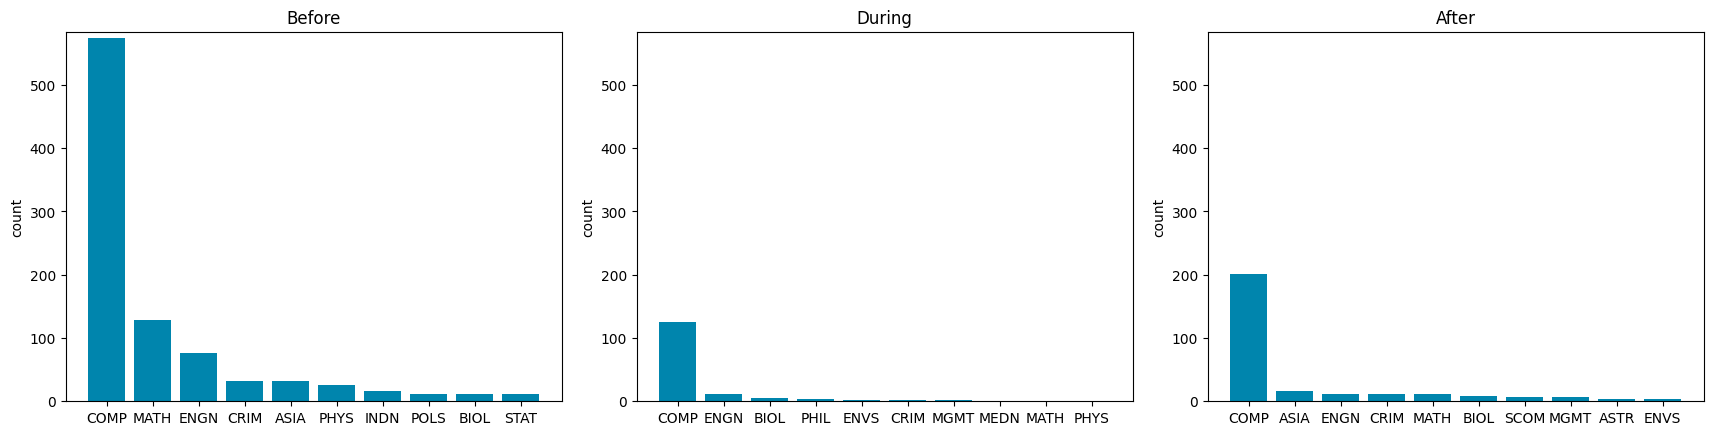 Before
500
400
300
200
100
0
count
COMP MATH ENGN CRIM ASIA PHYS INDN POLS BIOL STAT
During
500
400
300
200
100
0
count
COMP ENGN BIOL PHIL ENVS CRIM MGMT MEDN MATH PHYS
After
500
400
300
200
100
0
count
COMP ASIA ENGN CRIM MATH BIOL SCOM MGMT ASTR ENVS